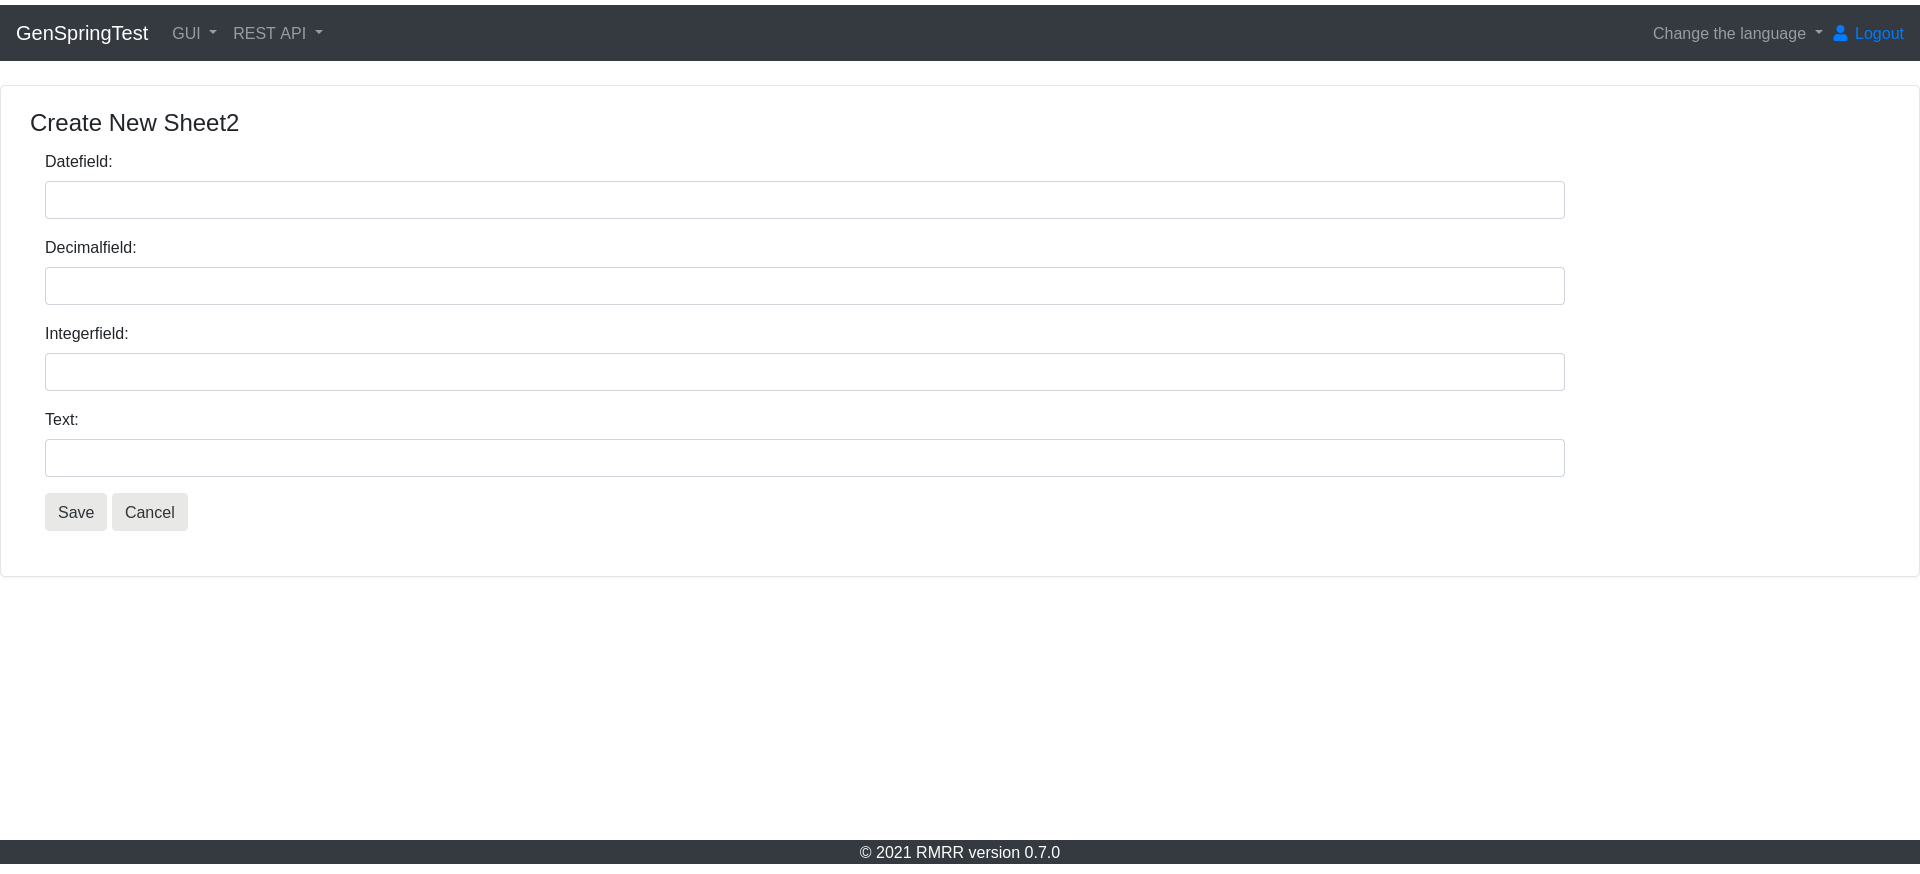 GenSpringTest GUI REST API Change the language Logout
Create New Sheet2
Datefield:
Decimalfield:
Integerfield:
Text:
Save Cancel
© 2021 RMRR version 0.7.0